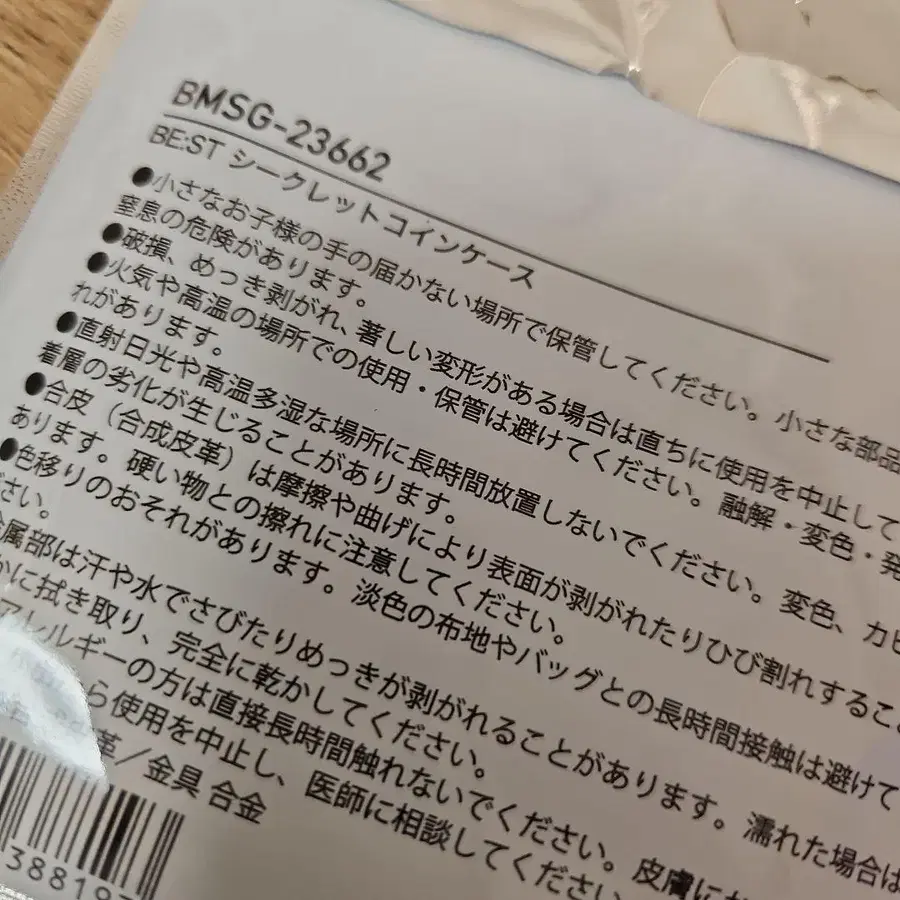 BMSG-23662
BE:ST シークレットコインケース
●小さなお子様の手の届かない場所で保管してください。小さな部品
窒息の危険があります。
●破損、めっき剥がれ、著しい変形がある場合は直ちに使用を中止して
●火気や高温の場所での使用・保管は避けてください。融解・変色・発
れがあります。
●直射日光や高温多湿な場所に長時間放置しないでください。変色、カビ
着層の劣化が生じることがあります。
●合皮（合成皮革）は摩擦や曲げにより表面が剥がれたりひび割れするこ
あります。硬い物との擦れに注意してください。
●色移りのおそれがあります。淡色の布地やバッグとの長時間接触は避けて
ださい。
属部は汗や水でさびたりめっきが剥がれることがあります。濡れた場合は
かに拭き取り、完全に乾かしてください。
アレルギーの方は直接長時間触れないでください。皮膚に
ら使用を中止し、医師に相談してください
革／金具 合金
388197